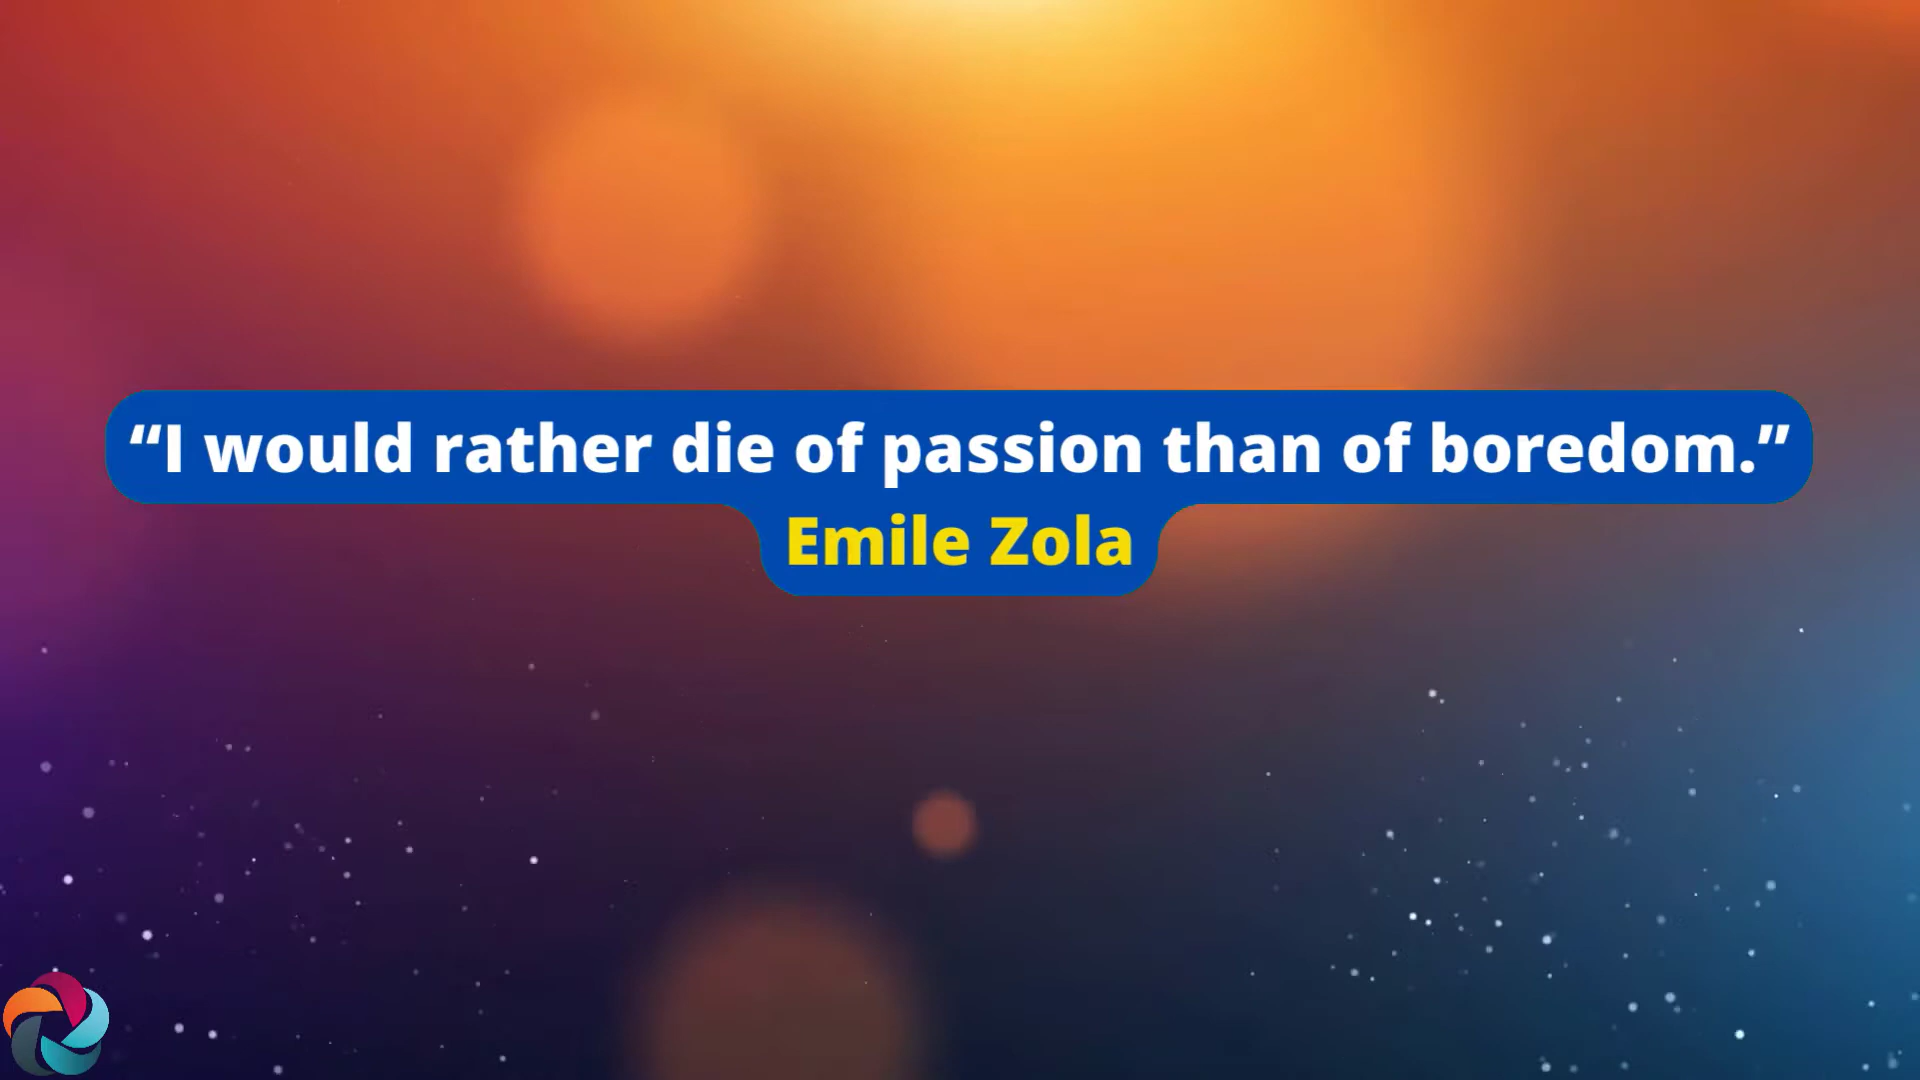 “I would rather die of passion than of boredom.”
Emile Zola